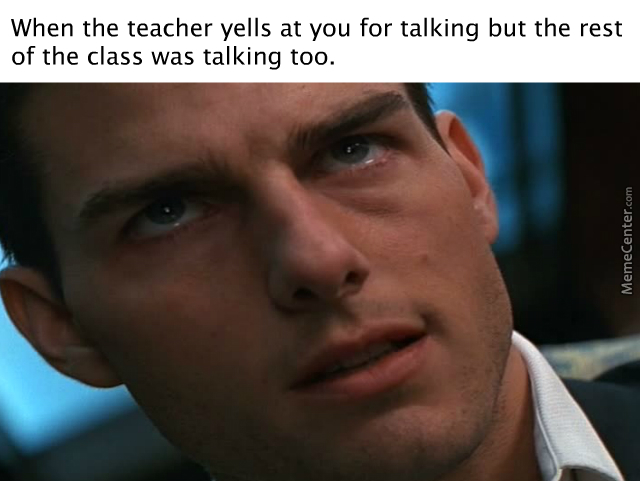 When the teacher yells at you for talking but the rest
of the class was talking too.
MemeCenter.com